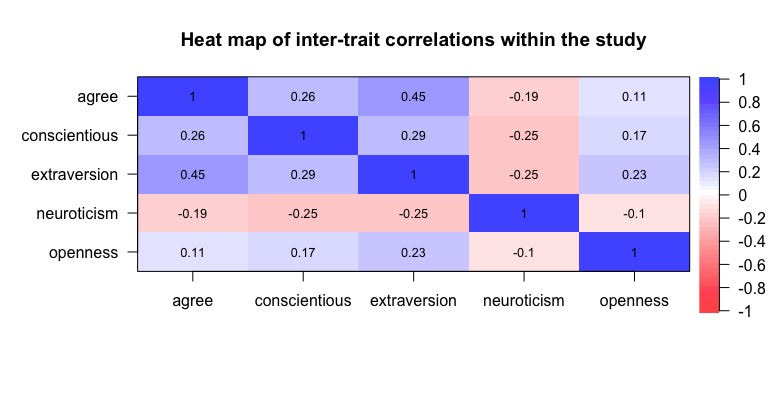 Heat map of inter-trait correlations within the study
agree 1 0.26 0.45 -0.19 0.11
conscientious 0.26 1 0.29 -0.25 0.17
extraversion 0.45 0.29 1 -0.25 0.23
neuroticism -0.19 -0.25 -0.25 1 -0.1
openness 0.11 0.17 0.23 -0.1 1
agree conscientious extraversion neuroticism openness
1
0.8
0.6
0.4
0.2
0
-0.2
-0.4
-0.6
-0.8
-1